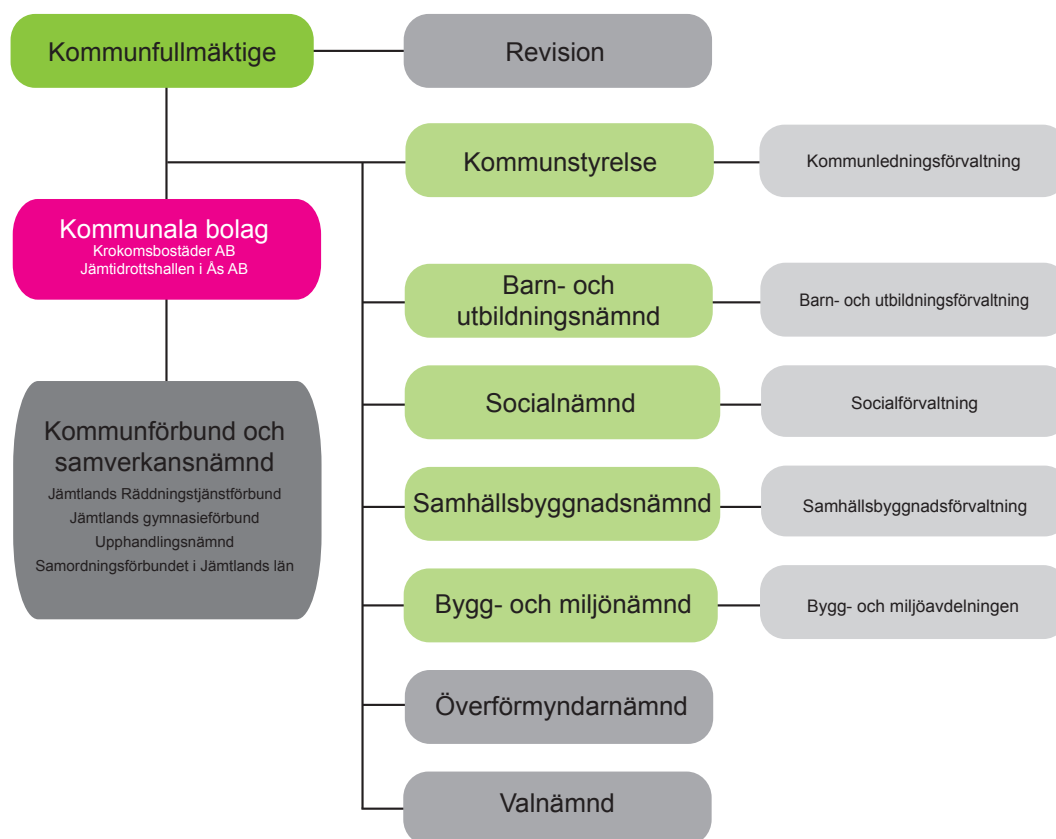 Kommunfullmäktige
Revision
Kommunstyrelse
Kommunledningsförvaltning
Kommunala bolag
Krokomsbostäder AB
Jämtidrottshallen i Ås AB
Barn- och
utbildningsnämnd
Barn- och utbildningsförvaltning
Socialnämnd
Socialförvaltning
Kommunförbund och
samverkansnämnd
Jämtlands Räddningstjänstförbund
Jämtlands gymnasieförbund
Upphandlingsnämnd
Samordningsförbundet i Jämtlands län
Samhällsbyggnadsnämnd
Samhällsbyggnadsförvaltning
Bygg- och miljönämnd
Bygg- och miljöavdelningen
Överförmyndarnämnd
Valnämnd